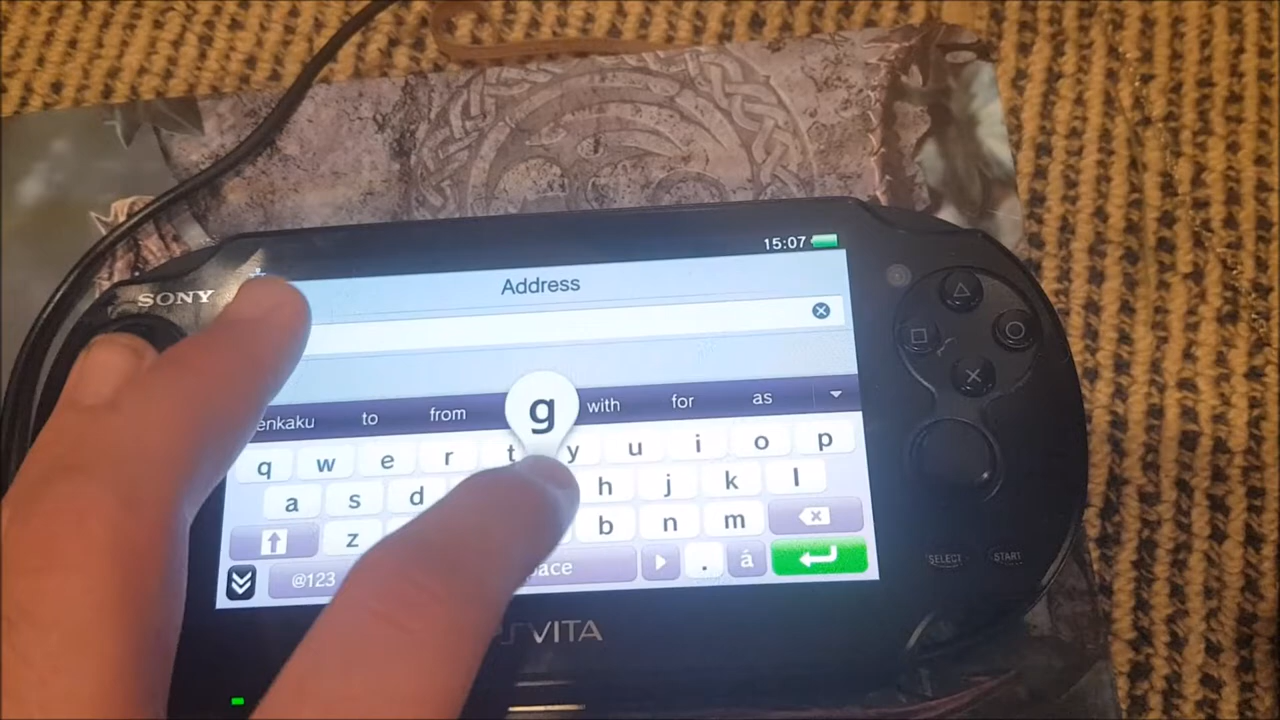 15:07
SONY
Address
enkaku to from with for as
g
q w e r t y u i o p
a s d h j k l
z b n m
@123 pace . á
SELECT START
VITA